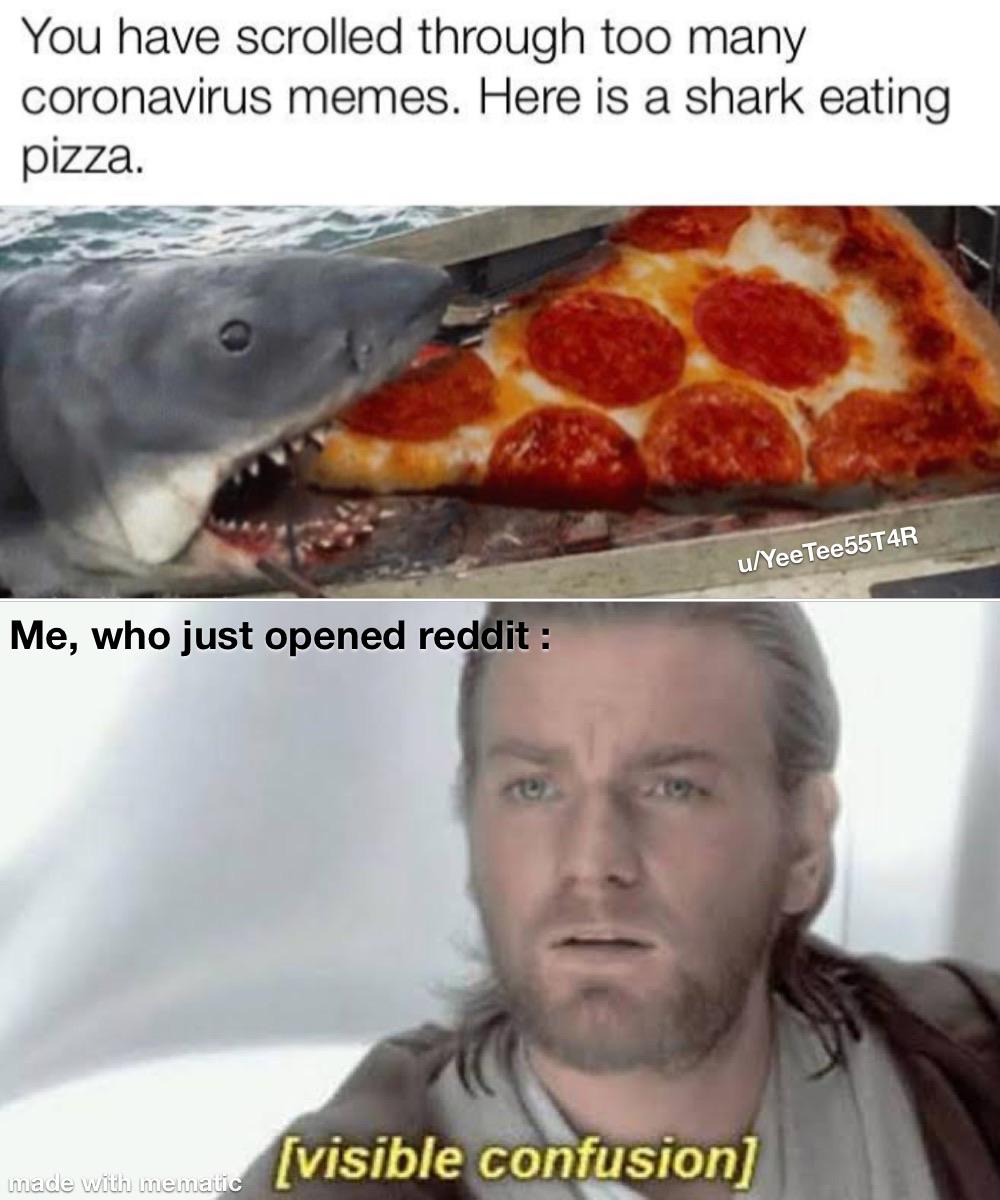 You have scrolled through too many
coronavirus memes. Here is a shark eating
pizza.
u/YeeTee55T4R
Me, who just opened reddit :
[visible confusion]
made with mematic